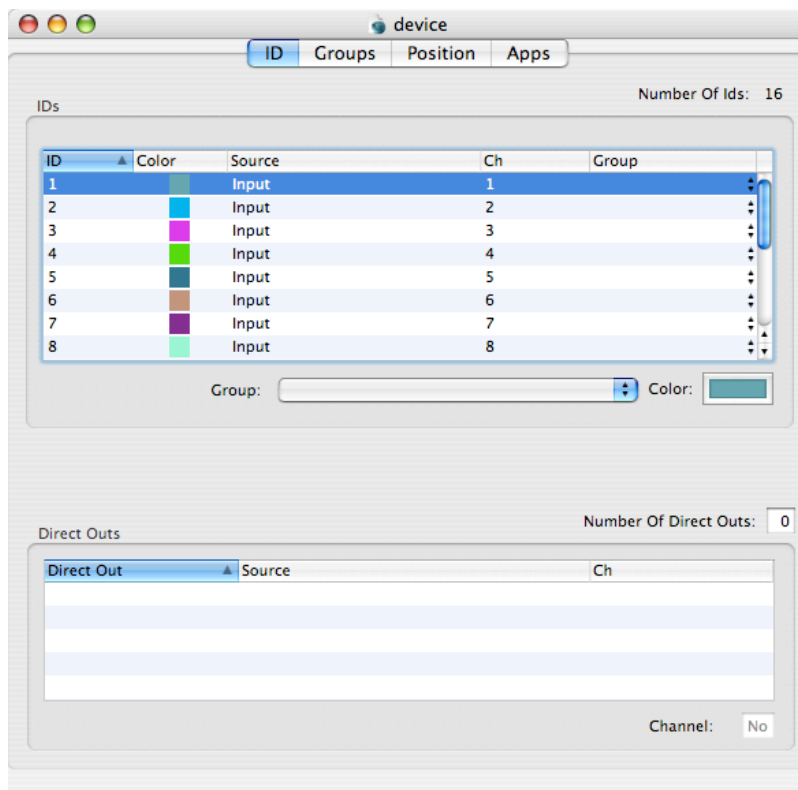 device
ID Groups Position Apps
Number Of Ids: 16
IDs
ID Color Source Ch Group
1 Input 1
2 Input 2
3 Input 3
4 Input 4
5 Input 5
6 Input 6
7 Input 7
8 Input 8
Group: Color:
Number Of Direct Outs: 0
Direct Outs
Direct Out Source Ch
Channel: No